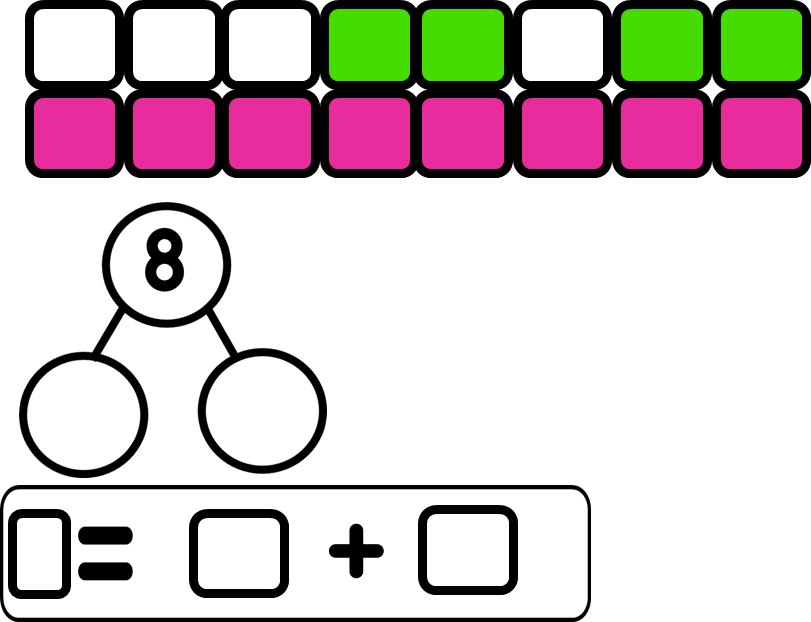 8
= +